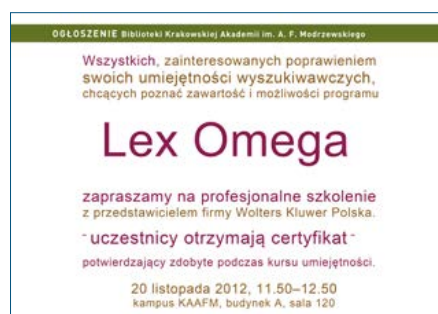 OGŁOSZENIE Biblioteki Krakowskiej Akademii im. A. F. Modrzewskiego
Wszystkich, zainteresowanych poprawieniem
swoich umiejętności wyszukiwawczych,
chcących poznać zawartość i możliwości programu
Lex Omega
zapraszamy na profesjonalne szkolenie
z przedstawicielem firmy Wolters Kluwer Polska.
- uczestnicy otrzymają certyfikat -
potwierdzający zdobyte podczas kursu umiejętności.
20 listopada 2012, 11.50–12.50
kampus KAAFM, budynek A, sala 120